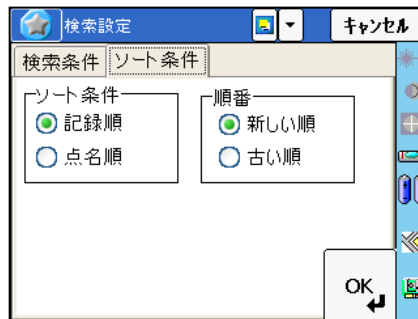 検索設定 キャンセル
検索条件 ソート条件
ソート条件 順番
記録順 新しい順
点名順 古い順
OK